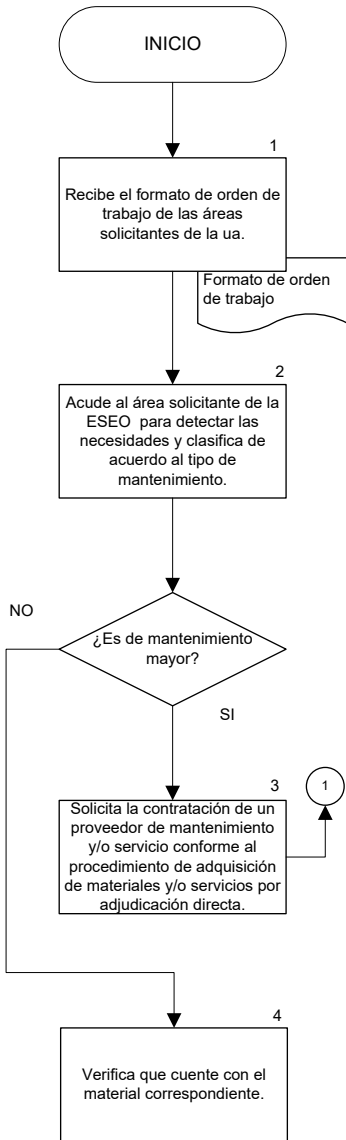 INICIO
1
Recibe el formato de orden de
trabajo de las áreas
solicitantes de la ua.
Formato de orden
de trabajo
2
Acude al área solicitante de la
ESEO para detectar las
necesidades y clasifica de
acuerdo al tipo de
mantenimiento.
NO
¿Es de mantenimiento
mayor?
SI
3
1
Solicita la contratación de un
proveedor de mantenimiento
y/o servicio conforme al
procedimiento de adquisición
de materiales y/o servicios por
adjudicación directa.
4
Verifica que cuente con el
material correspondiente.